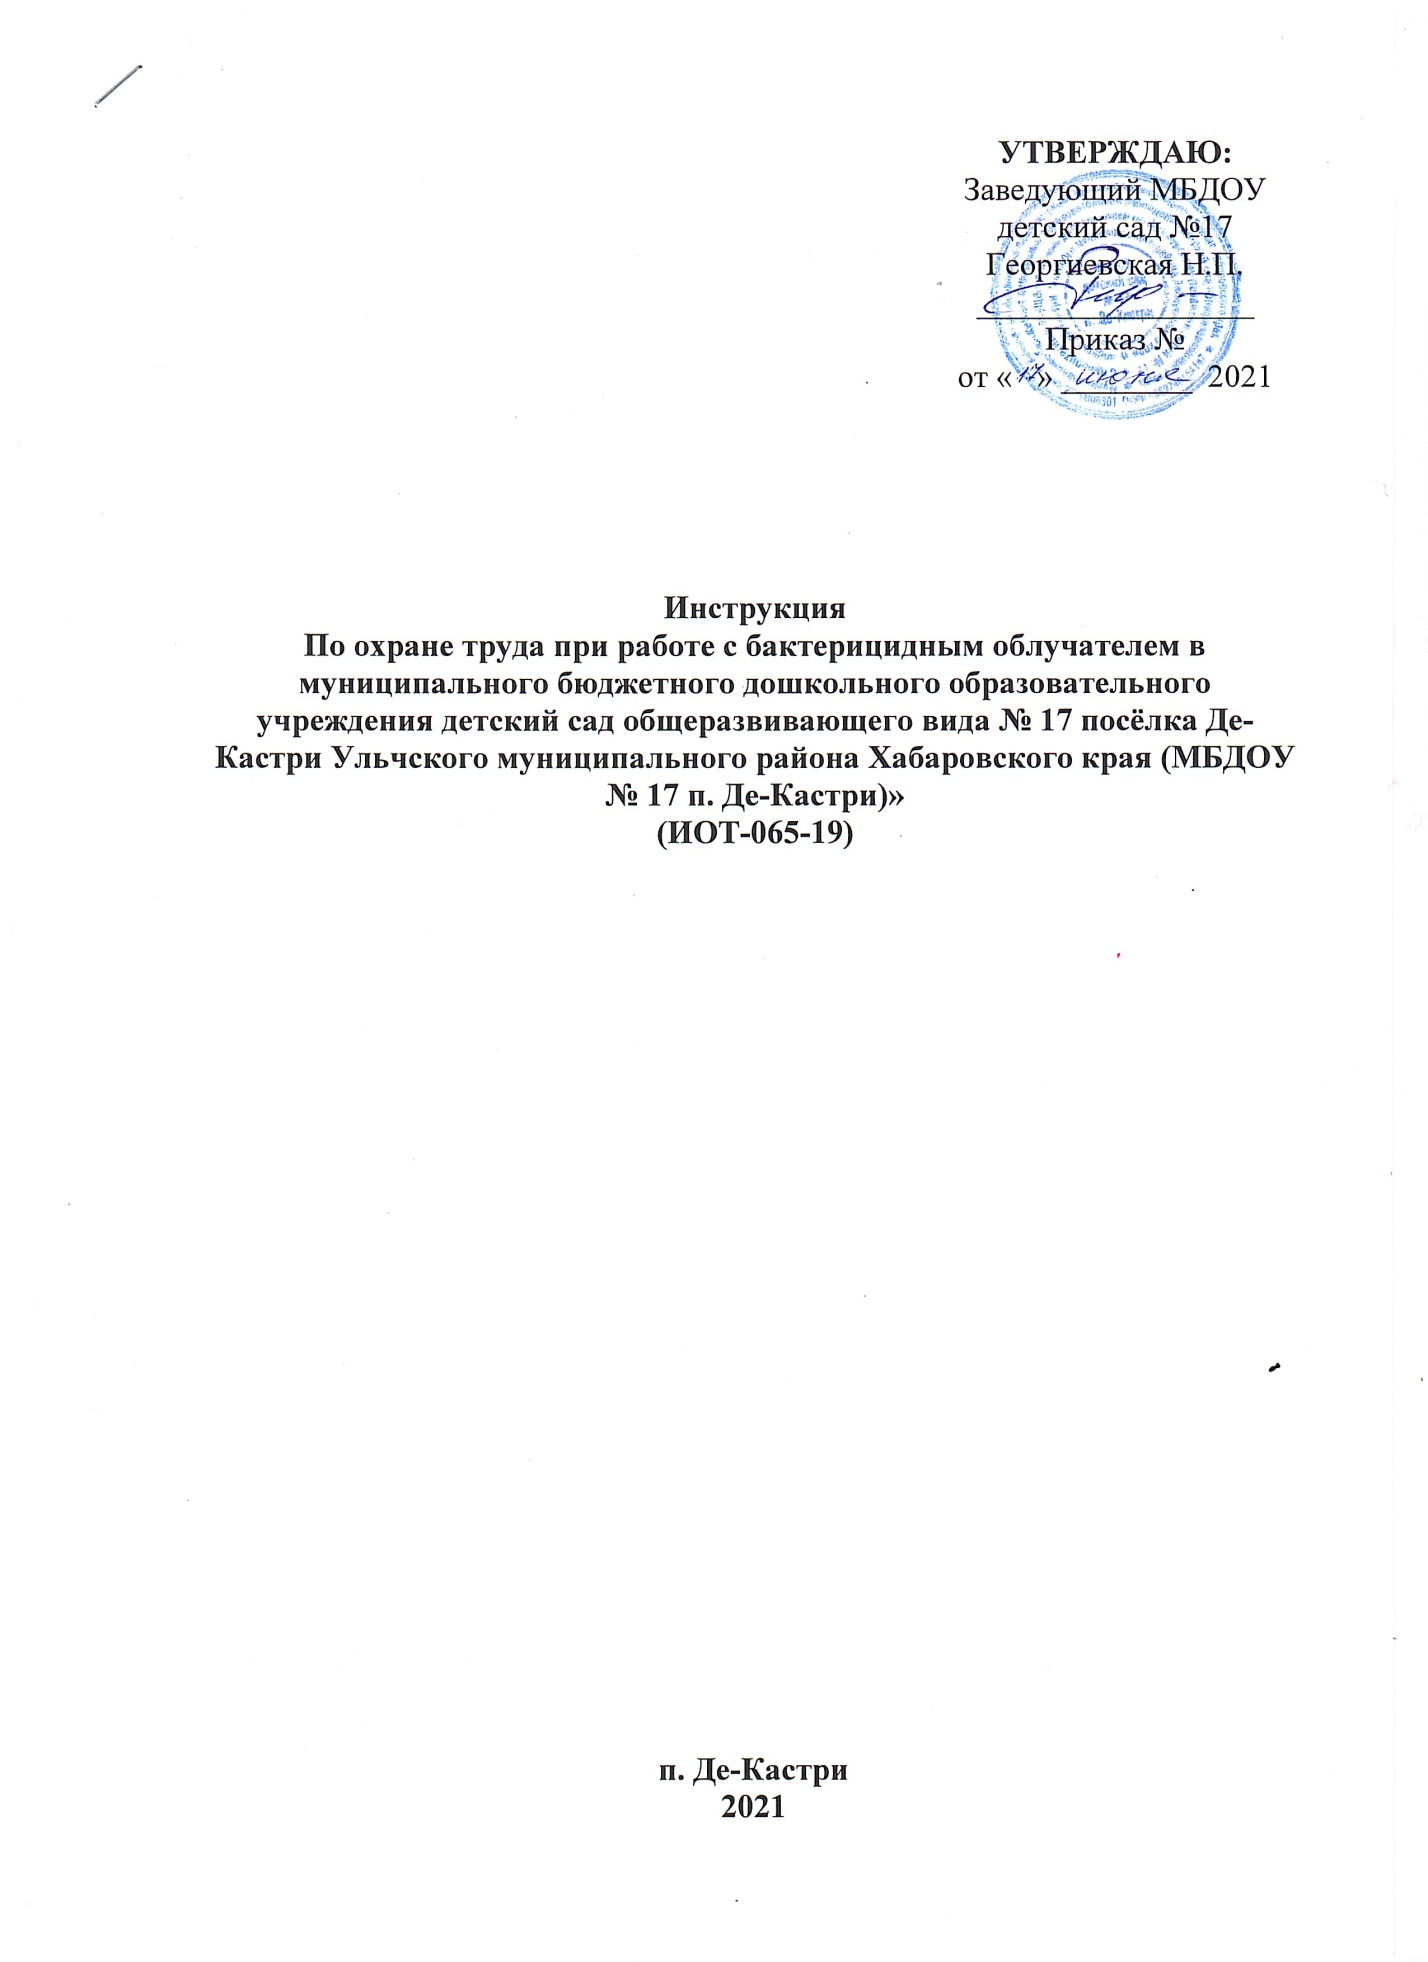 УТВЕРЖДАЮ:
Заведующий МБДОУ
детский сад №17
Георгиевская Н.П.
Приказ №
от «17» июня 2021
Инструкция
По охране труда при работе с бактерицидным облучателем в
муниципального бюджетного дошкольного образовательного
учреждения детский сад общеразвивающего вида № 17 посёлка Де-
Кастри Ульчского муниципального района Хабаровского края (МБДОУ
№ 17 п. Де-Кастри)»
(ИОТ-065-19)
п. Де-Кастри
2021